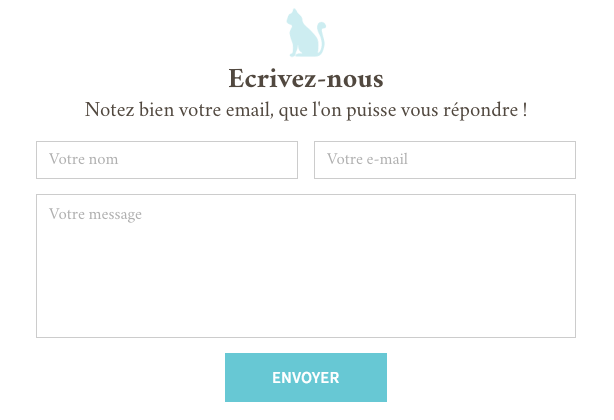 Ecrivez-nous
Notez bien votre email, que l'on puisse vous répondre !
Votre nom
Votre e-mail
Votre message
ENVOYER